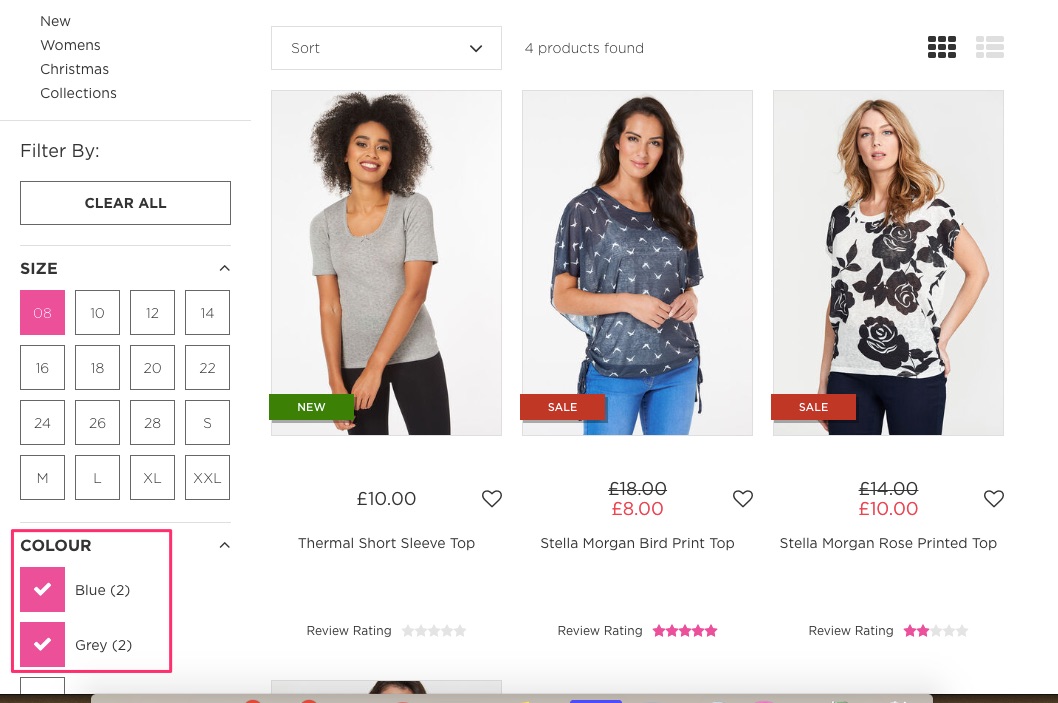 New
Womens
Christmas
Collections
Filter By:
CLEAR ALL
SIZE
08 10 12 14
16 18 20 22
24 26 28 S
M L XL XXL
COLOUR
Blue (2)
Grey (2)
Sort
4 products found
NEW
£10.00
Thermal Short Sleeve Top
Review Rating
SALE
£18.00
£8.00
Stella Morgan Bird Print Top
Review Rating
SALE
£14.00
£10.00
Stella Morgan Rose Printed Top
Review Rating